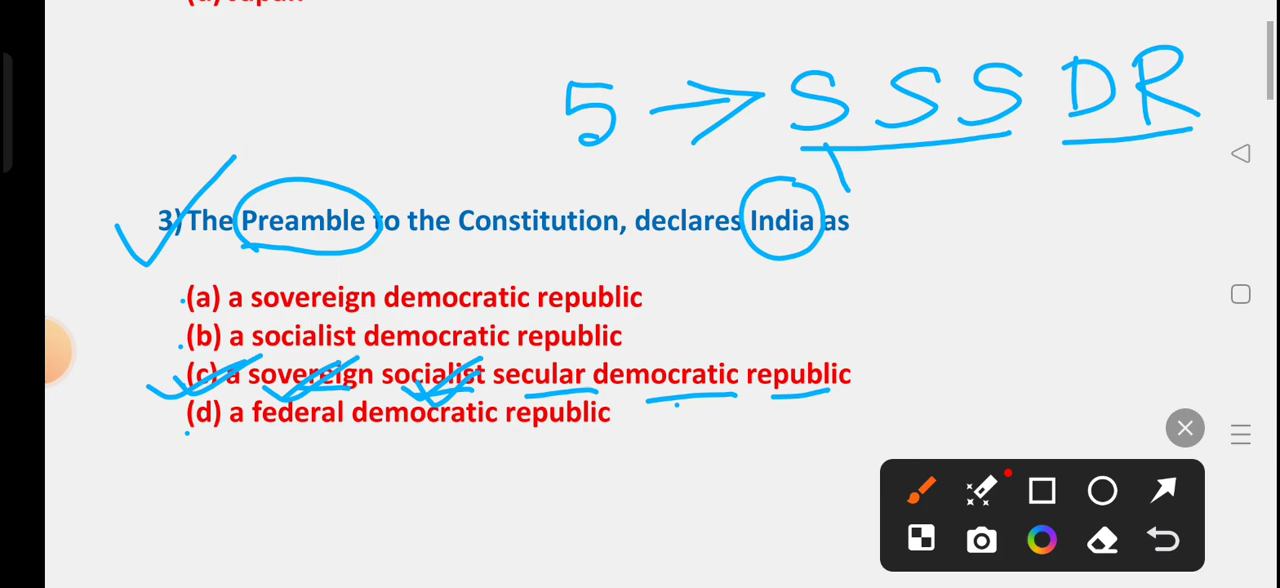 5 → S S S D R
3) The Preamble to the Constitution, declares India as
(a) a sovereign democratic republic
(b) a socialist democratic republic
(c) a sovereign socialist secular democratic republic
(d) a federal democratic republic